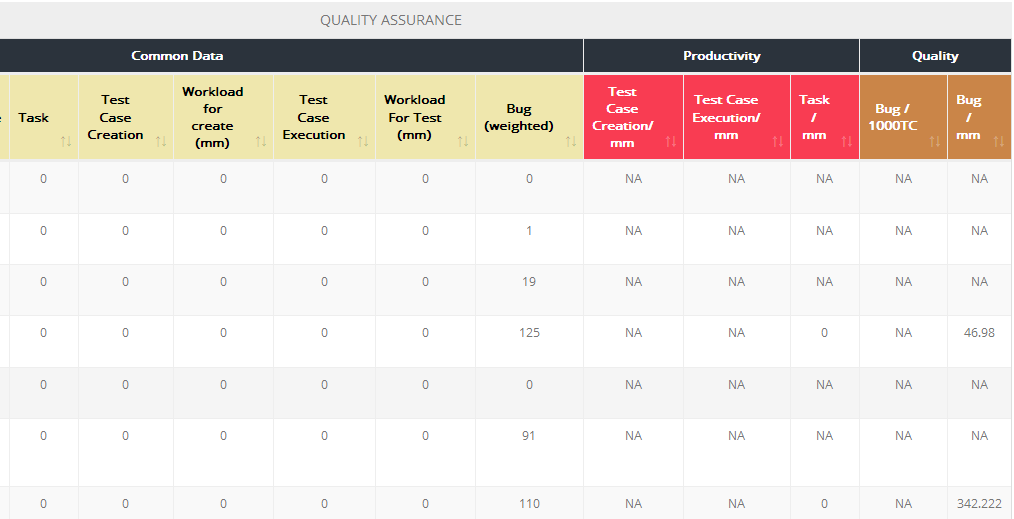 QUALITY ASSURANCE
Common Data Productivity Quality
Task Test Case Creation Workload for create (mm) Test Case Execution Workload For Test (mm) Bug (weighted) Test Case Creation/ mm Test Case Execution/ mm Task / mm Bug / 1000TC Bug / mm
0 0 0 0 0 0 NA NA NA NA NA
0 0 0 0 0 1 NA NA NA NA NA
0 0 0 0 0 19 NA NA NA NA NA
0 0 0 0 0 125 NA NA 0 NA 46.98
0 0 0 0 0 0 NA NA NA NA NA
0 0 0 0 0 91 NA NA NA NA NA
0 0 0 0 0 110 NA NA 0 NA 342.222